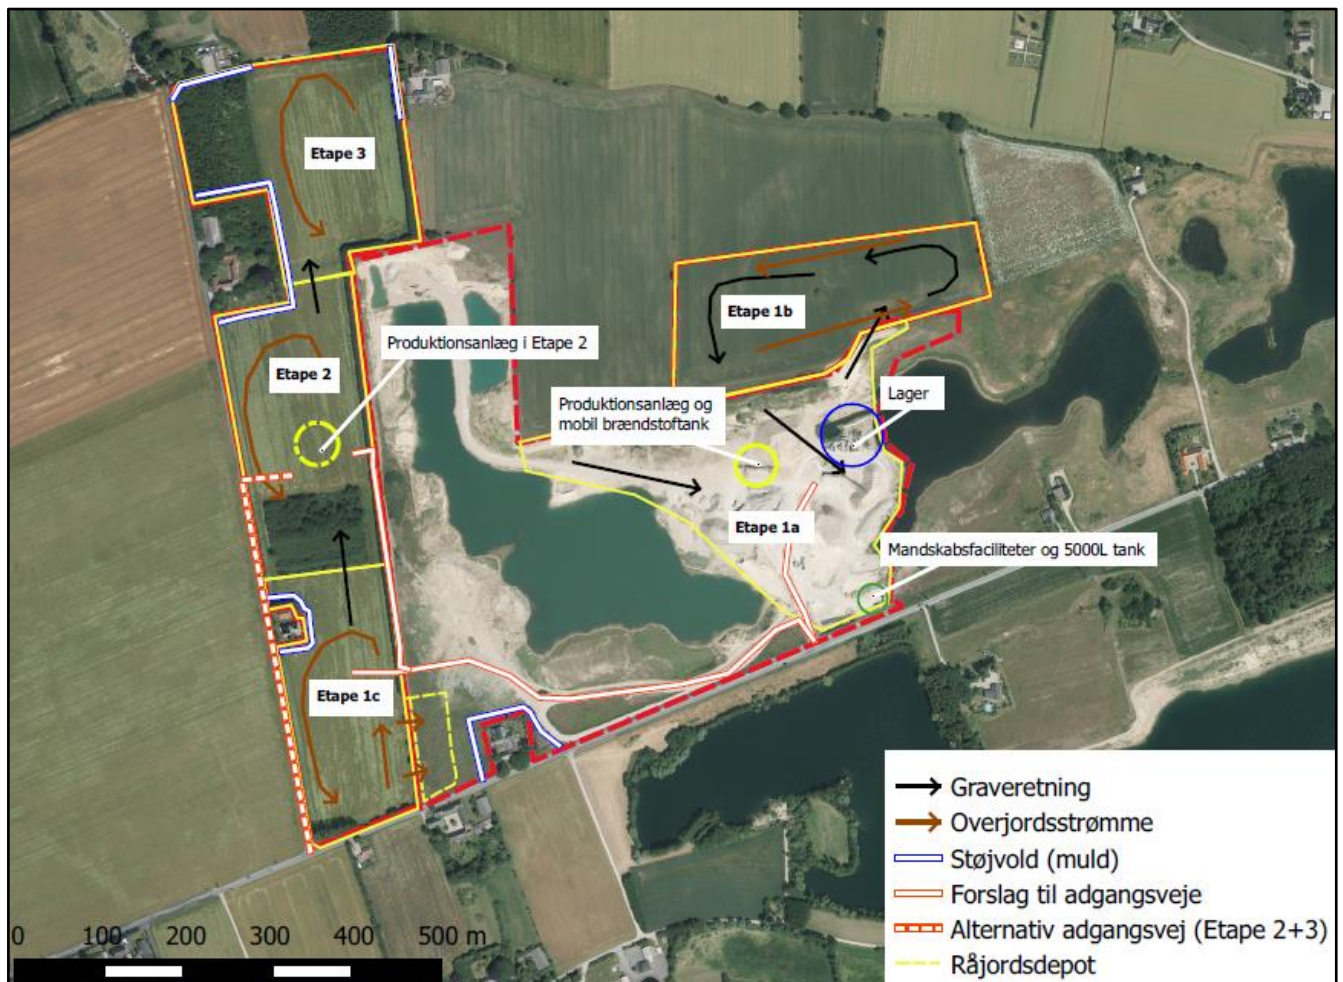 Etape 3
Etape 2
Produktionsanlæg i Etape 2
Etape 1b
Produktionsanlæg og
mobil brændstoftank
Lager
Etape 1a
Mandskabsfaciliteter og 5000L tank
Etape 1c
Graveretning
Overjordsstrømme
Støjvold (muld)
Forslag til adgangsveje
Alternativ adgangsvej (Etape 2+3)
Råjordsdepot
0 100 200 300 400 500 m